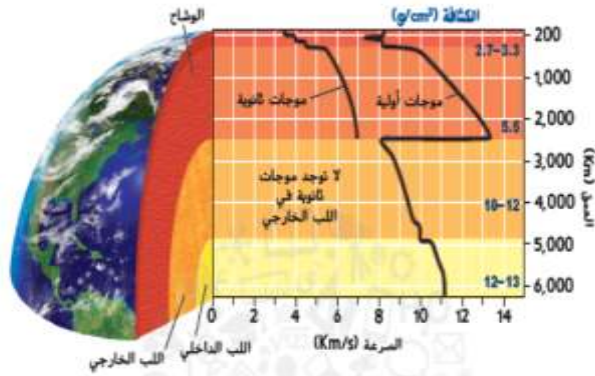 الوشاح
الكثافة (g/cm³)
200
2.7–3.3
1,000
موجات ثانوية
موجات أولية
2,000
5.5
3,000
لا توجد موجات
ثانوية في
اللب الخارجي
10–12
4,000
العمق (Km)
5,000
12–13
6,000
0 2 4 6 8 10 12 14
السرعة (Km/s)
اللب الداخلي
اللب الخارجي